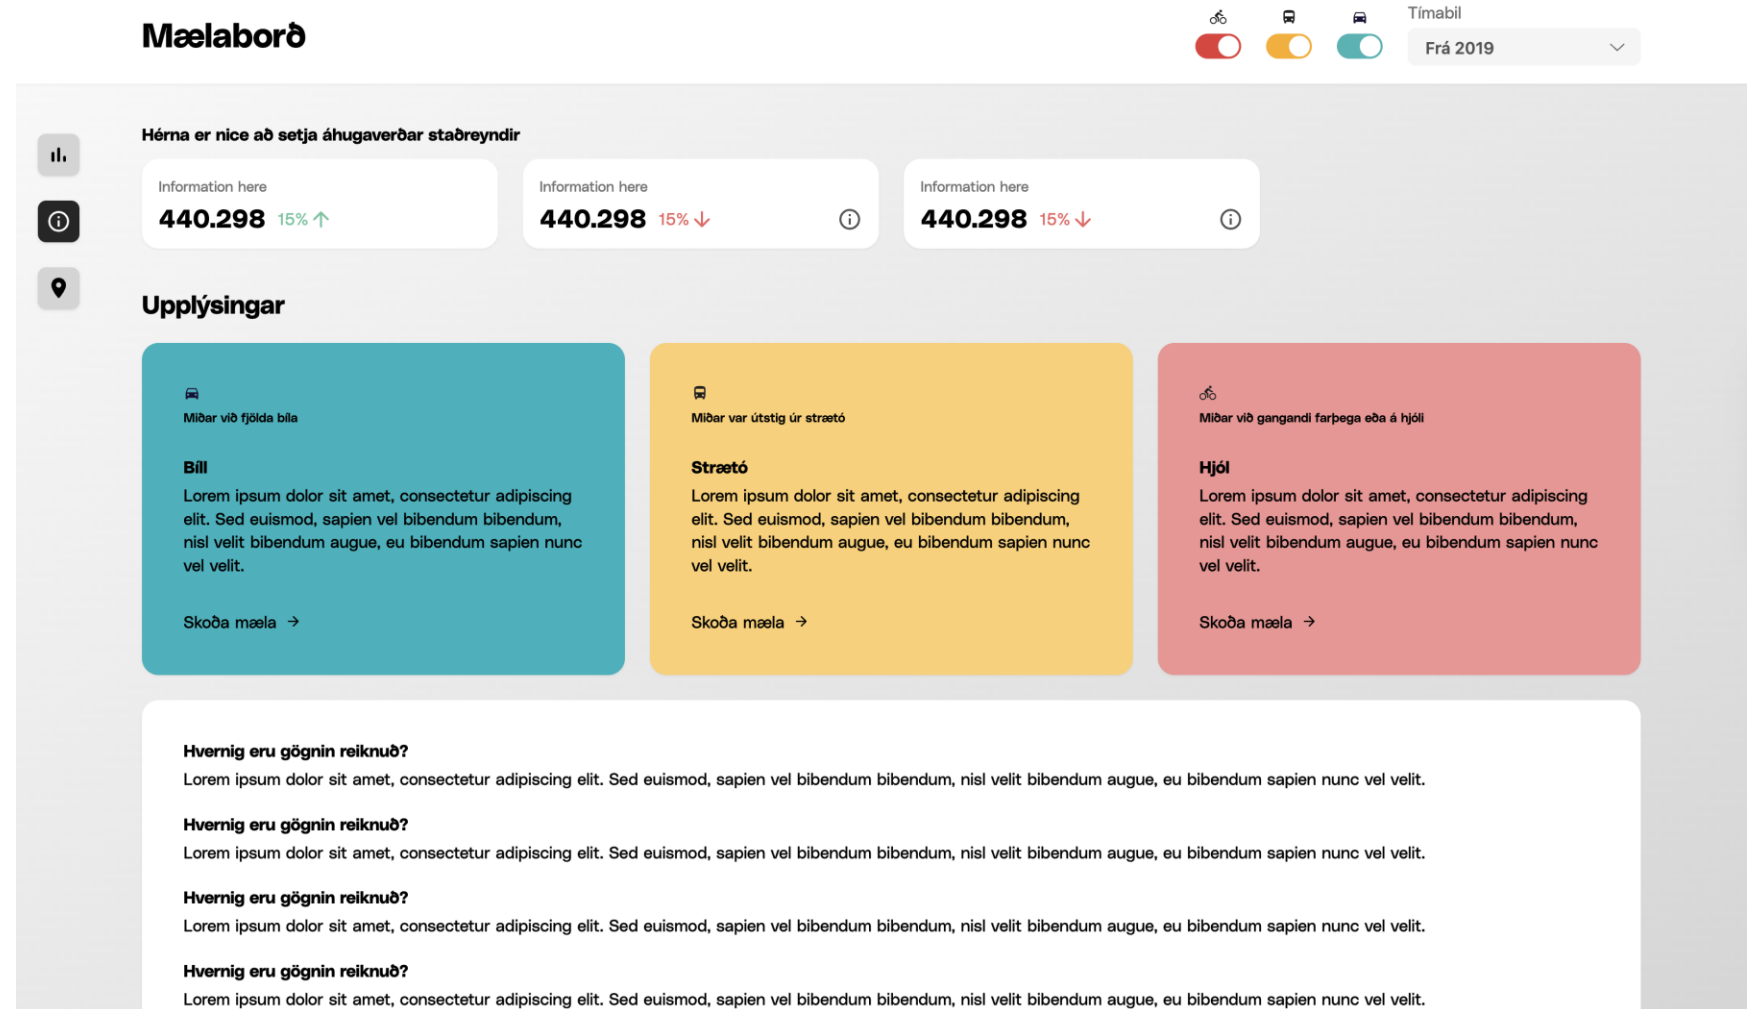 Mælaborð
Tímabil
Frá 2019
Hérna er nice að setja áhugaverðar staðreyndir
Information here
440.298 15%
Information here
440.298 15%
Information here
440.298 15%
Upplýsingar
Miðar við fjölda bíla
Bíll
Lorem ipsum dolor sit amet, consectetur adipiscing
elit. Sed euismod, sapien vel bibendum bibendum,
nisl velit bibendum augue, eu bibendum sapien nunc
vel velit.
Skoða mæla →
Miðar var útstig úr strætó
Strætó
Lorem ipsum dolor sit amet, consectetur adipiscing
elit. Sed euismod, sapien vel bibendum bibendum,
nisl velit bibendum augue, eu bibendum sapien nunc
vel velit.
Skoða mæla →
Miðar við gangandi farþega eða á hjóli
Hjól
Lorem ipsum dolor sit amet, consectetur adipiscing
elit. Sed euismod, sapien vel bibendum bibendum,
nisl velit bibendum augue, eu bibendum sapien nunc
vel velit.
Skoða mæla →
Hvernig eru gögnin reiknuð?
Lorem ipsum dolor sit amet, consectetur adipiscing elit. Sed euismod, sapien vel bibendum bibendum, nisl velit bibendum augue, eu bibendum sapien nunc vel velit.
Hvernig eru gögnin reiknuð?
Lorem ipsum dolor sit amet, consectetur adipiscing elit. Sed euismod, sapien vel bibendum bibendum, nisl velit bibendum augue, eu bibendum sapien nunc vel velit.
Hvernig eru gögnin reiknuð?
Lorem ipsum dolor sit amet, consectetur adipiscing elit. Sed euismod, sapien vel bibendum bibendum, nisl velit bibendum augue, eu bibendum sapien nunc vel velit.
Hvernig eru gögnin reiknuð?
Lorem ipsum dolor sit amet, consectetur adipiscing elit. Sed euismod, sapien vel bibendum bibendum, nisl velit bibendum augue, eu bibendum sapien nunc vel velit.